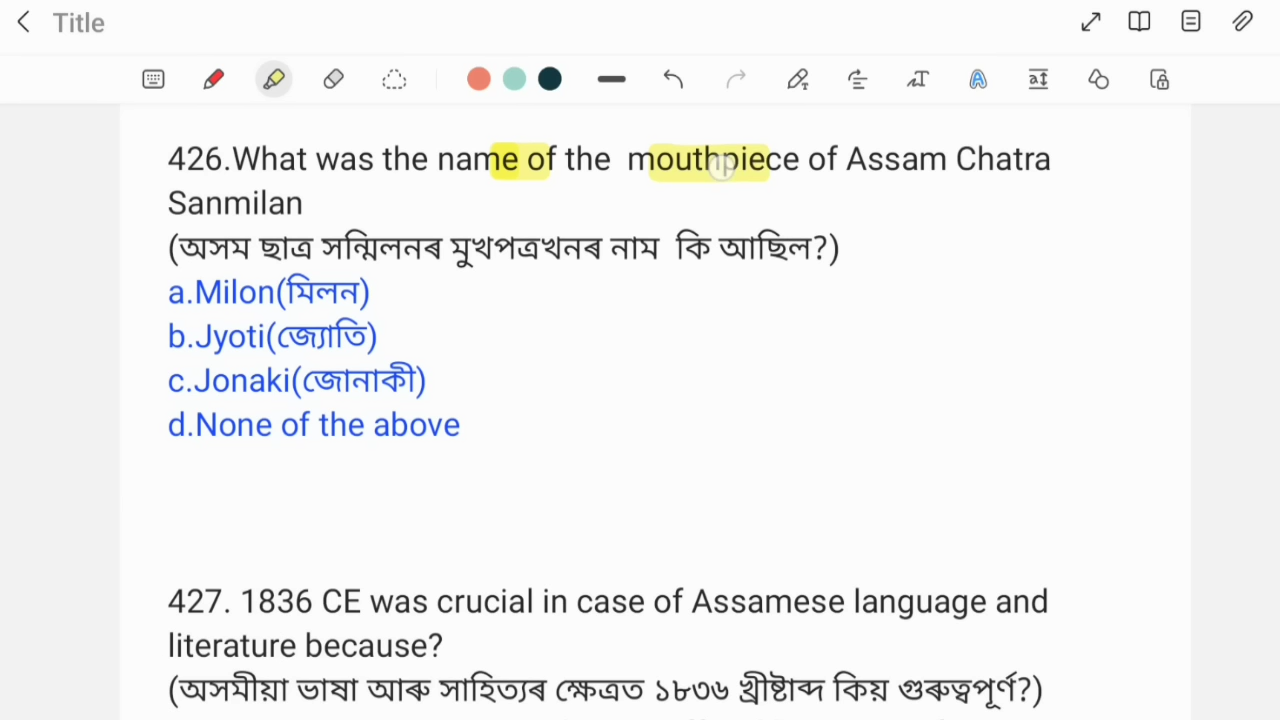 Title
426.What was the name of the mouthpiece of Assam Chatra
Sanmilan
(অসম ছাত্ৰ সন্মিলনৰ মুখপত্ৰখনৰ নাম কি আছিল?)
a.Milon(মিলন)
b.Jyoti(জ্যোতি)
c.Jonaki(জোনাকী)
d.None of the above
427. 1836 CE was crucial in case of Assamese language and
literature because?
(অসমীয়া ভাষা আৰু সাহিত্যৰ ক্ষেত্ৰত ১৮৩৬ খ্ৰীষ্টাব্দ কিয় গুৰুত্বপূৰ্ণ?)